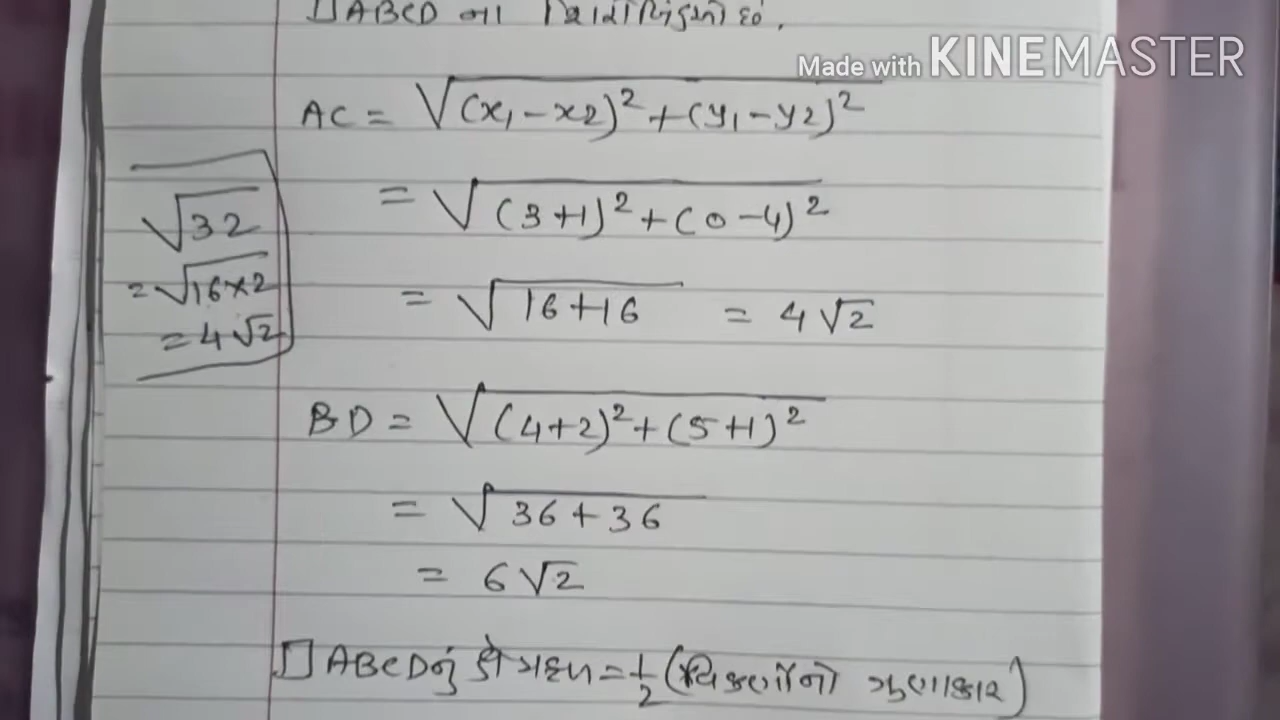 □ABCD ના શિરોબિંદુઓ છે.
Made with KINEMASTER
AC = √(x₁-x2)²+(y₁-y2)²
= √(3+1)²+(0-4)²
√32
=√16×2
=4√2
= √16+16 = 4√2
BD = √(4+2)²+(5+1)²
= √36+36
= 6√2
□ABCDનું ક્ષેત્રફળ=1/2(વિકર્ણોનો ગુણાકાર)